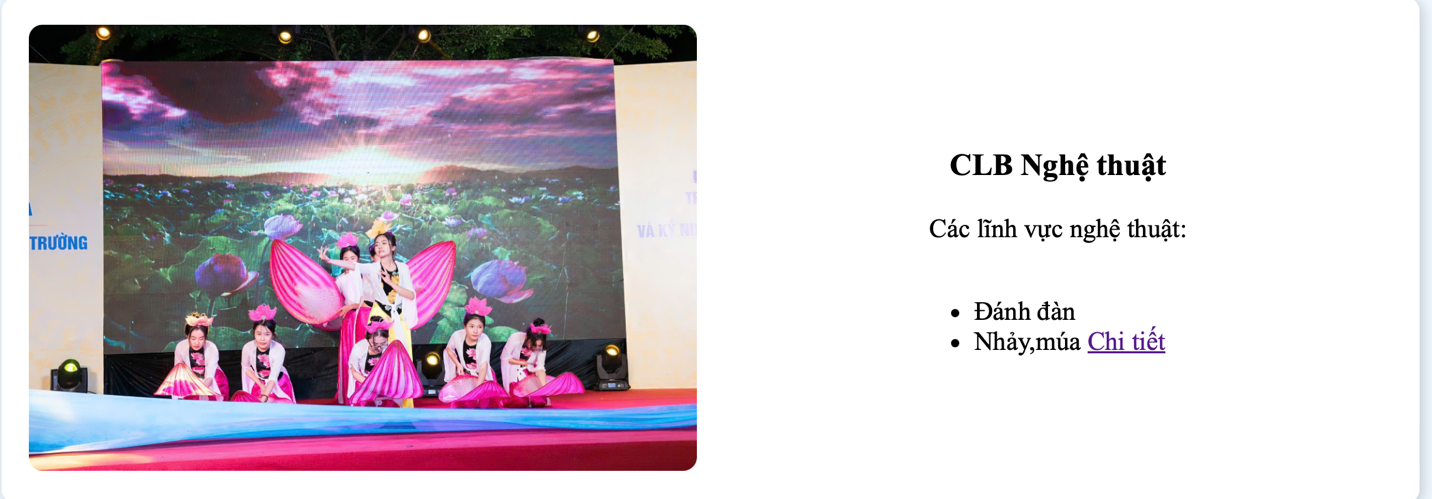 TRƯỜNG
CLB Nghệ thuật
Các lĩnh vực nghệ thuật:
Đánh đàn
Nhảy,múa Chi tiết